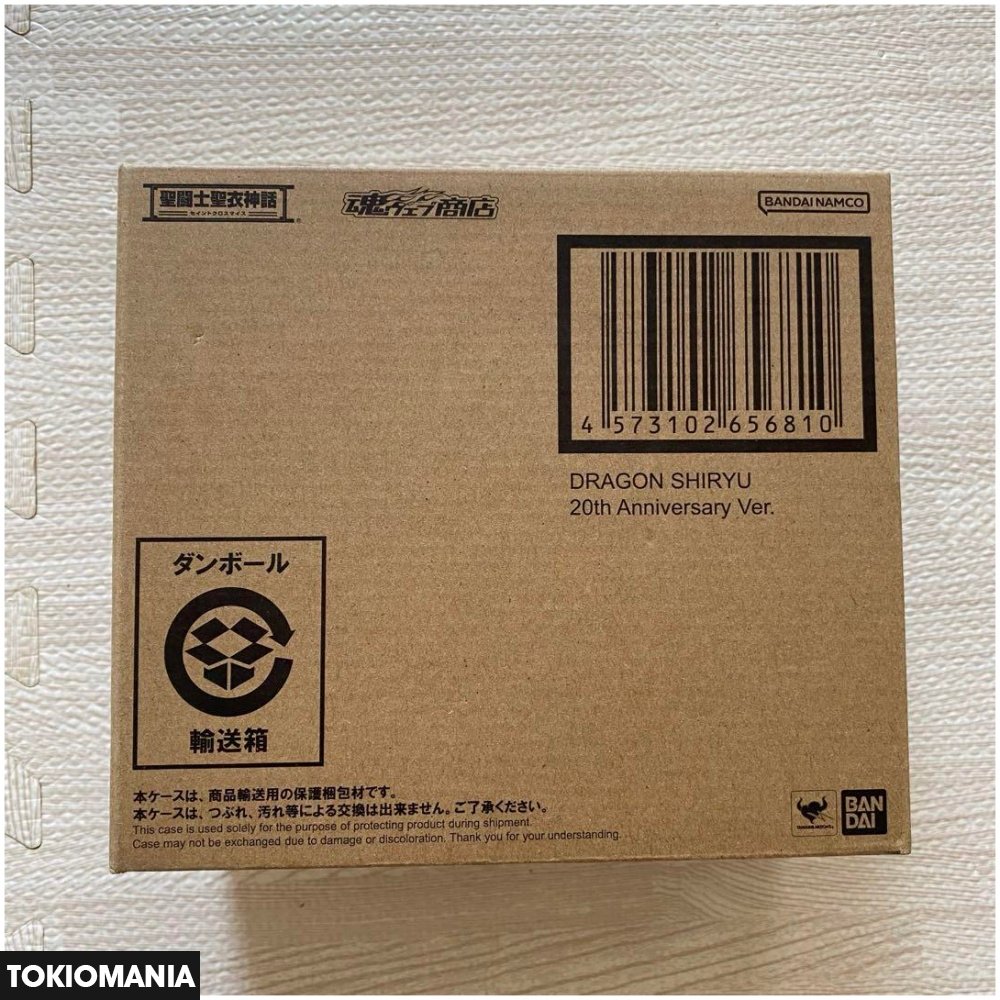 聖闘士聖衣神話
セイントクロスマイス
魂ウェブ商店
BANDAI NAMCO
4 573102 656810
DRAGON SHIRYU
20th Anniversary Ver.
ダンボール
輸送箱
本ケースは、商品輸送用の保護梱包材です。
本ケースは、つぶれ、汚れ等による交換は出来ません。ご了承ください。
This case is used solely for the purpose of protecting product during shipment.
Case may not be exchanged due to damage or discoloration. Thank you for your understanding.
BAN
DAI
TOKIOMANIA